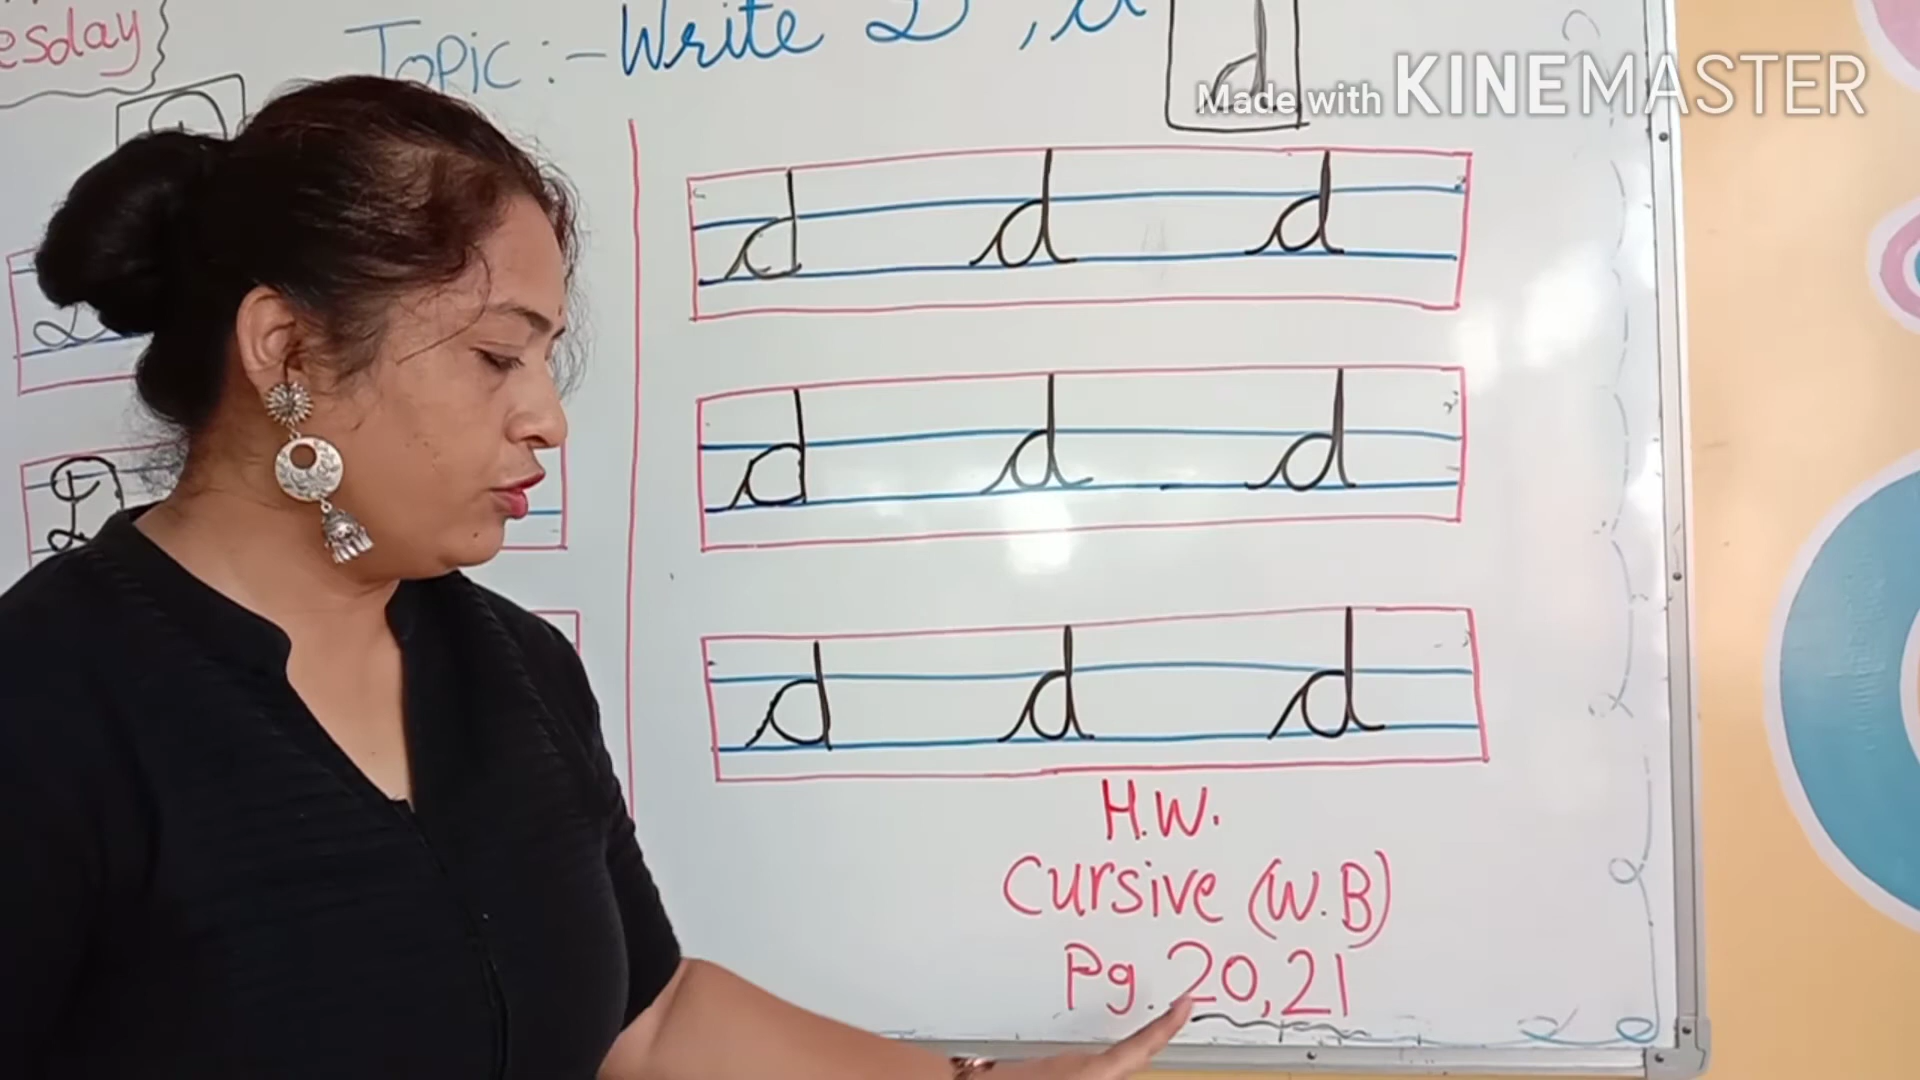 esday
Topic :- Write D, d
d
Made with KINEMASTER
d d d
d d d
d d d
H.W.
Cursive (W.B)
Pg. 20, 21